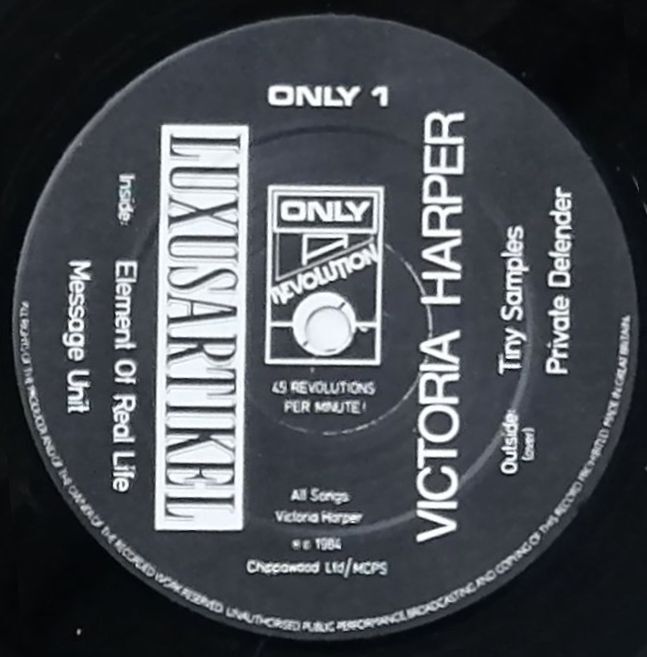 ONLY 1
LUXUSARTIKEL
Inside: Element Of Real Life
Message Unit
ONLY
A
REVOLUTION
45 REVOLUTIONS
PER MINUTE!
VICTORIA HARPER
Outside: Tiny Samples
(over) Private Defender
All Songs
Victoria Harper
℗ © 1984
Chappawood Ltd/MCPS
ALL RIGHTS OF THE PRODUCER AND OF THE OWNER OF THE RECORDED WORK RESERVED. UNAUTHORISED PUBLIC PERFORMANCE, BROADCASTING AND COPYING OF THIS RECORD PROHIBITED. MADE IN GREAT BRITAIN.